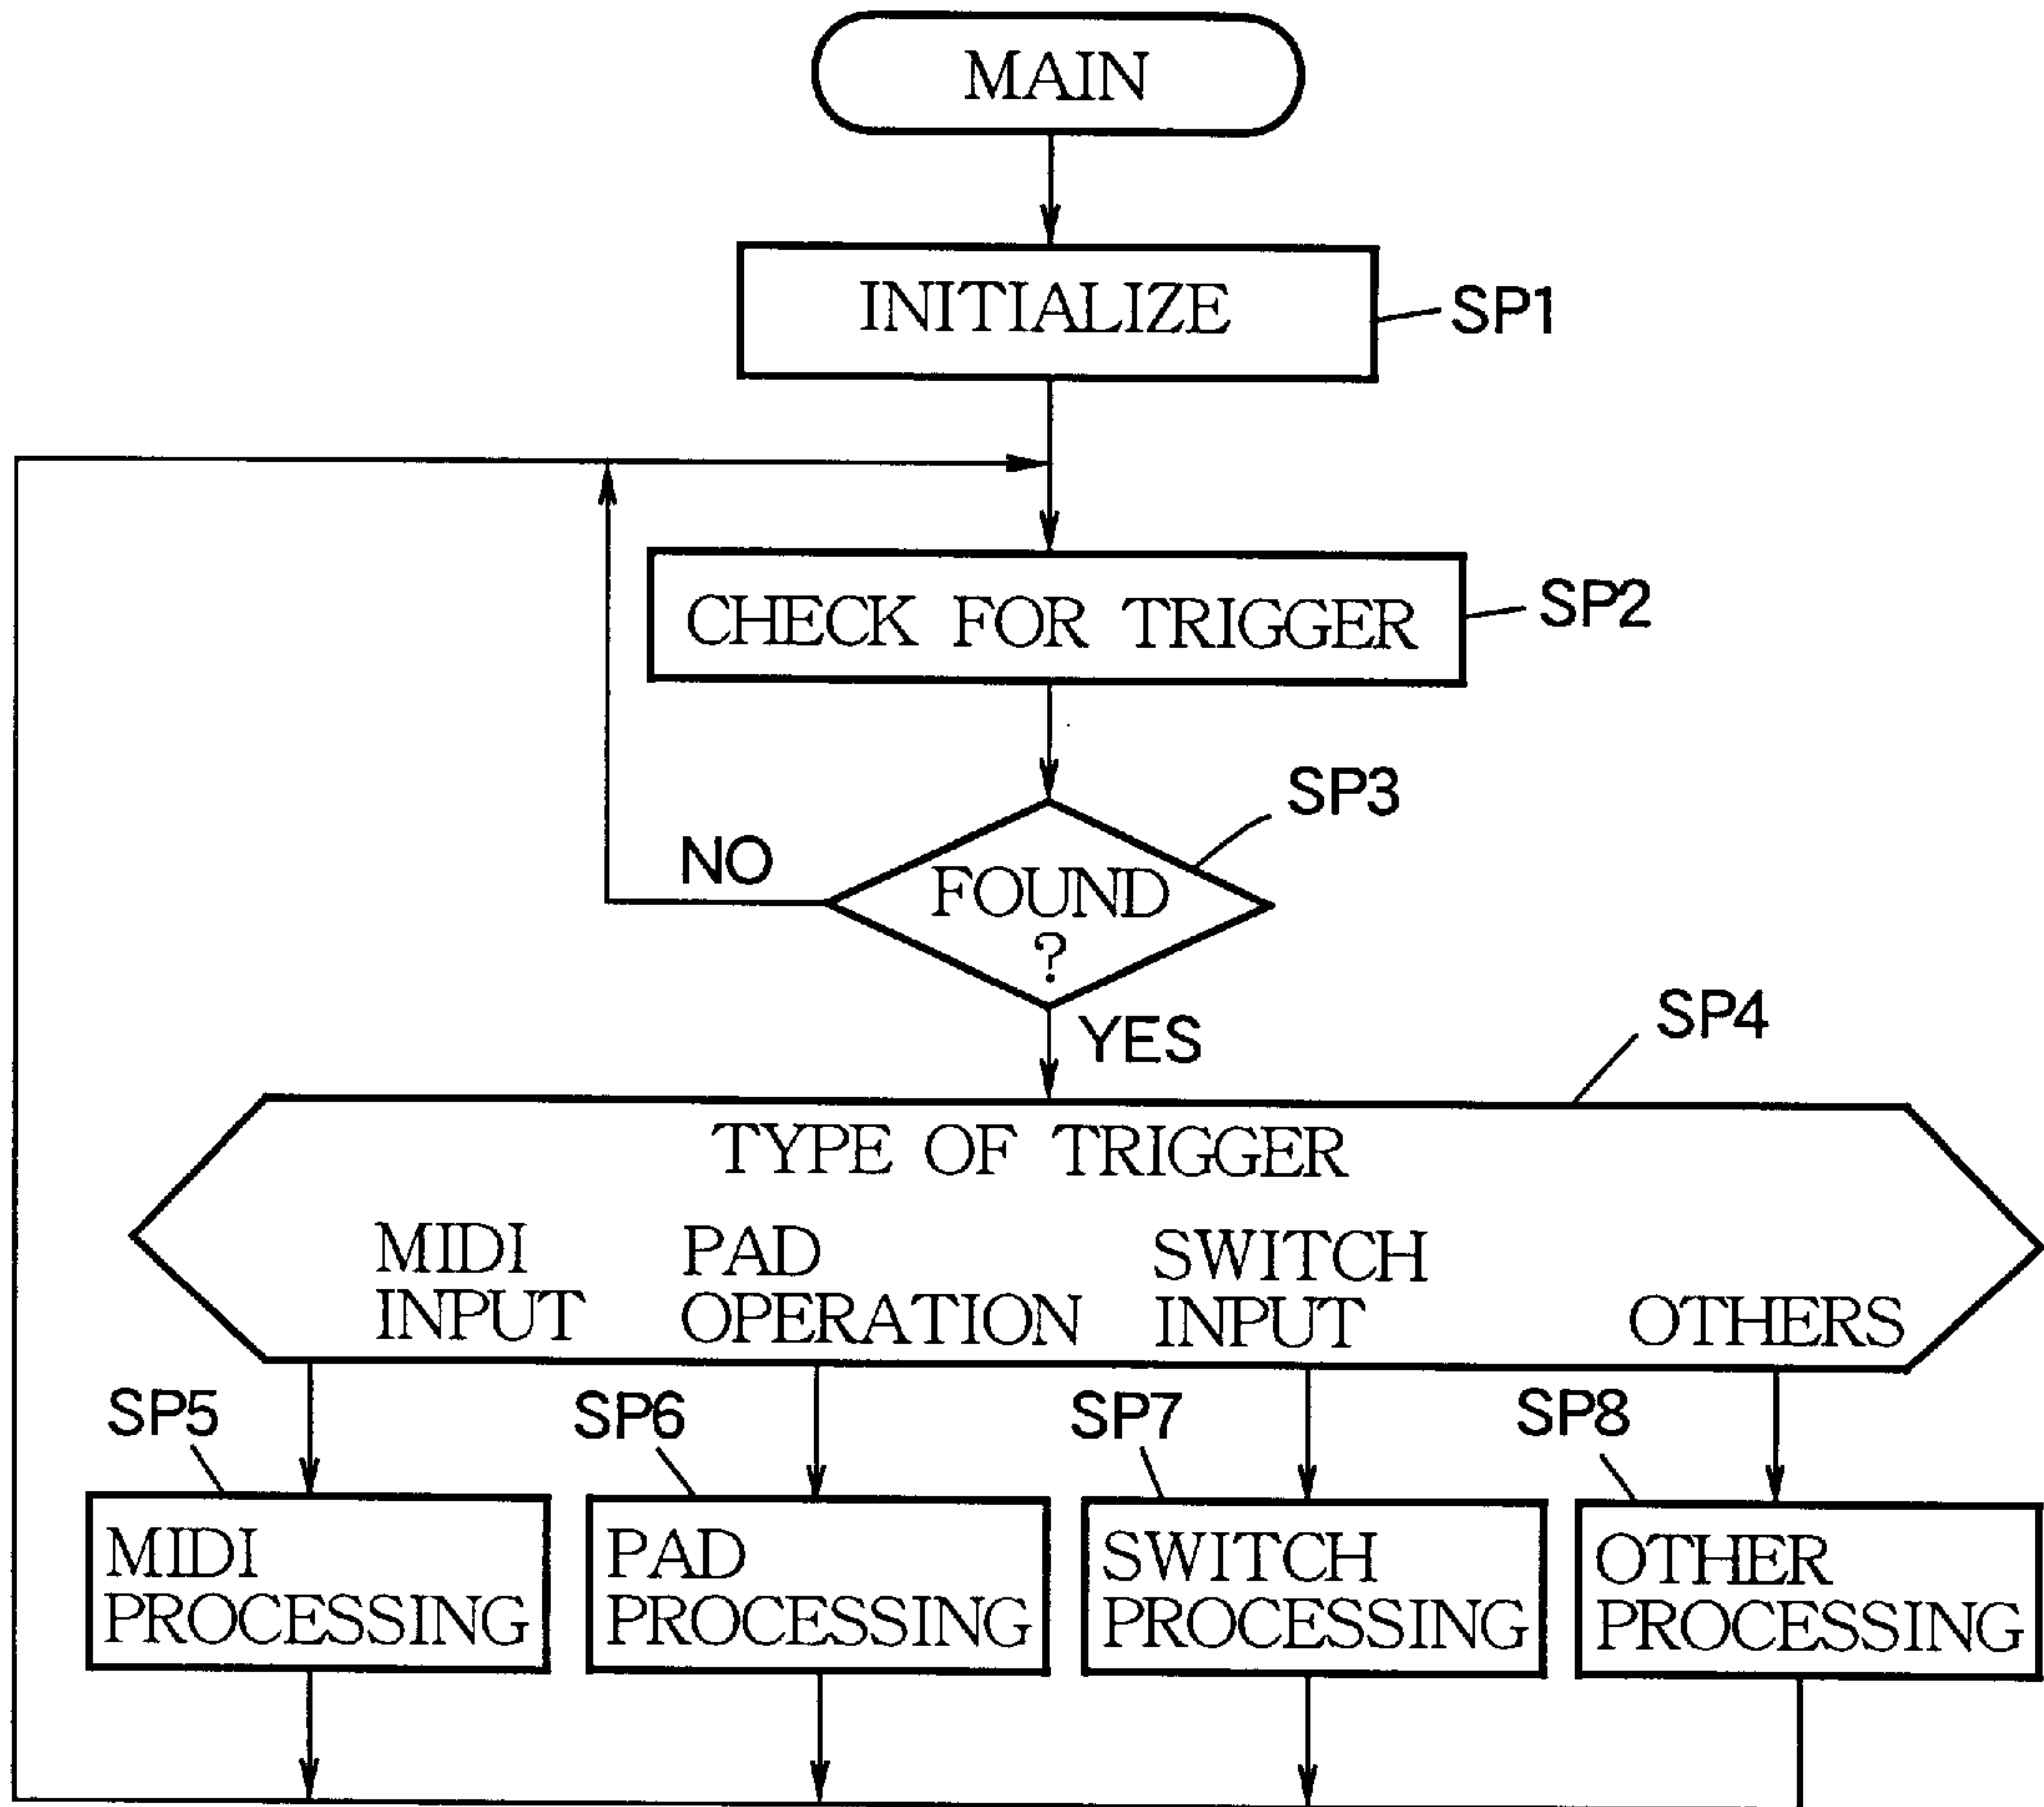 MAIN
INITIALIZE
SP1
CHECK FOR TRIGGER
SP2
SP3
NO
FOUND
?
YES
SP4
TYPE OF TRIGGER
MIDI
INPUT
PAD
OPERATION
SWITCH
INPUT
OTHERS
SP5
SP6
SP7
SP8
MIDI
PROCESSING
PAD
PROCESSING
SWITCH
PROCESSING
OTHER
PROCESSING